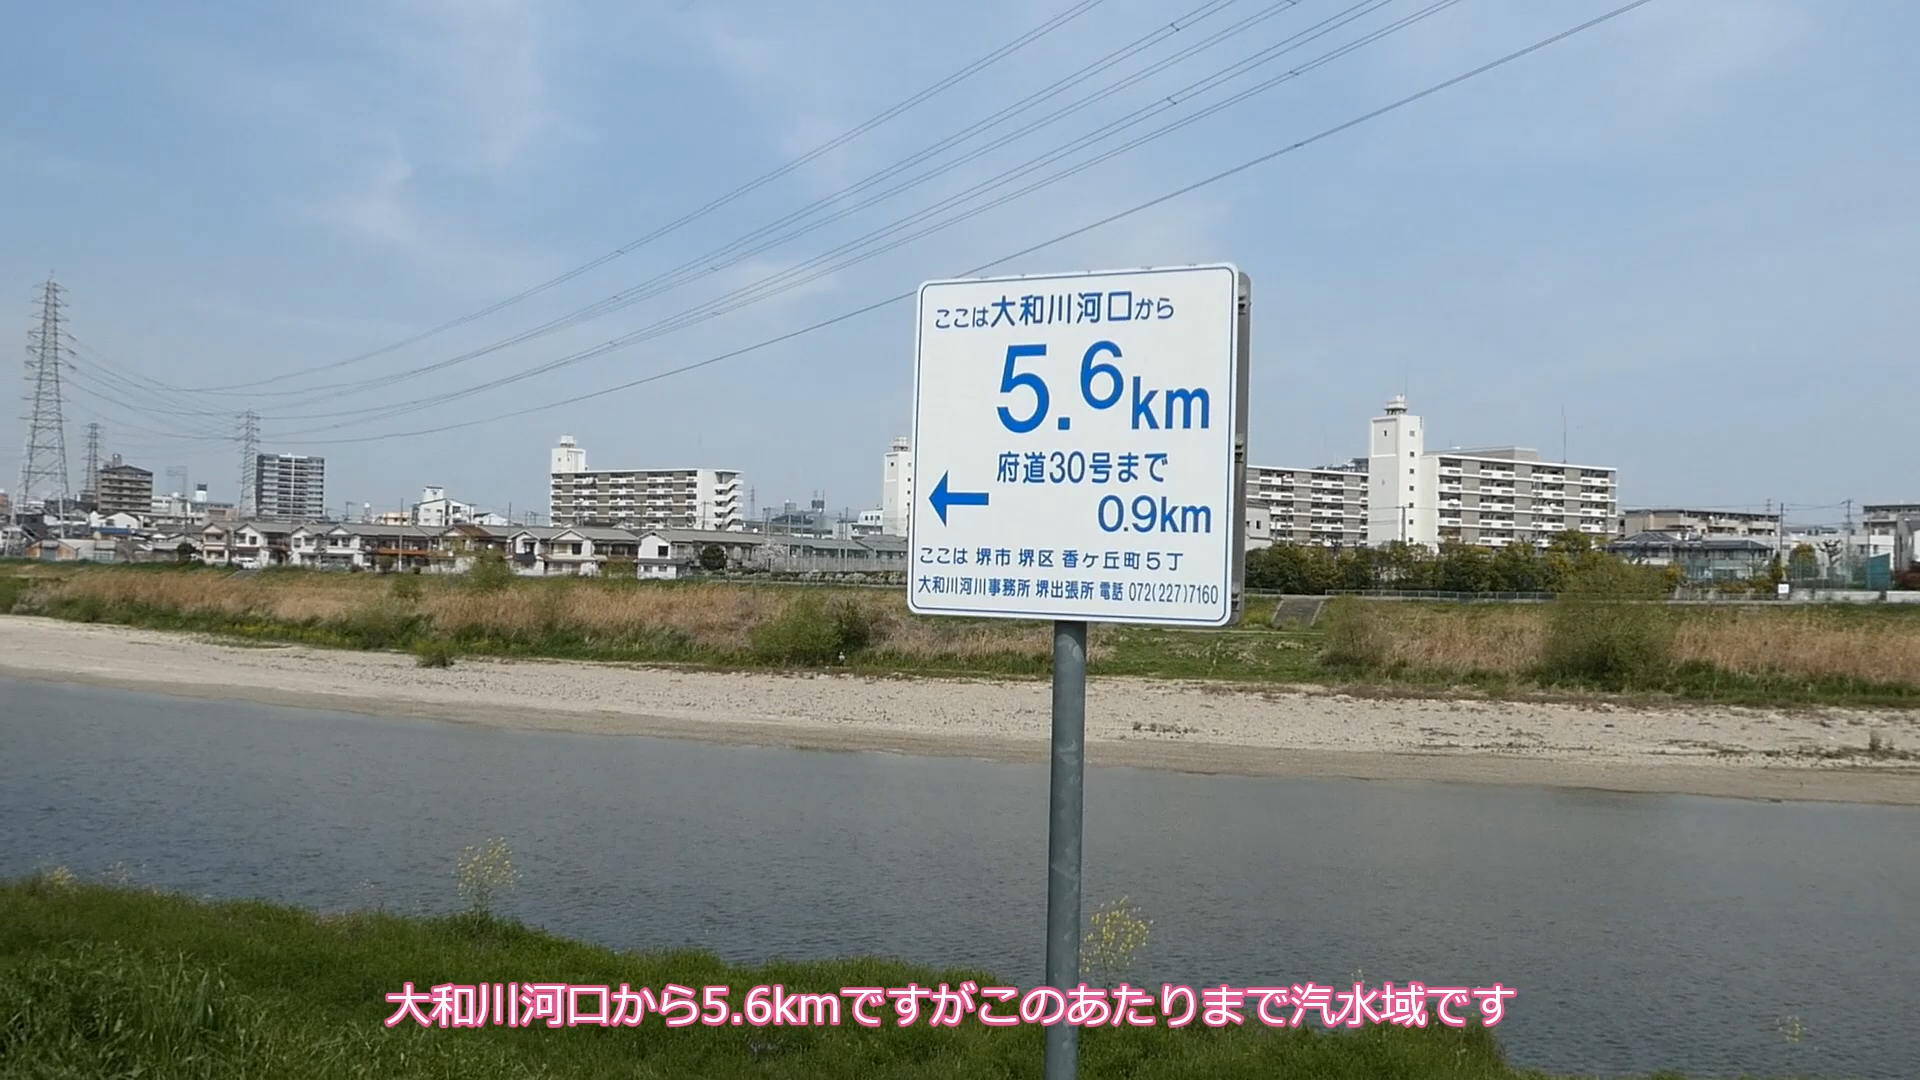 ここは大和川河口から
5.6km
府道30号まで
0.9km
ここは 堺市 堺区 香ケ丘町5丁
大和川河川事務所 堺出張所 電話 072(227)7160
大和川河口から5.6kmですがこのあたりまで汽水域です